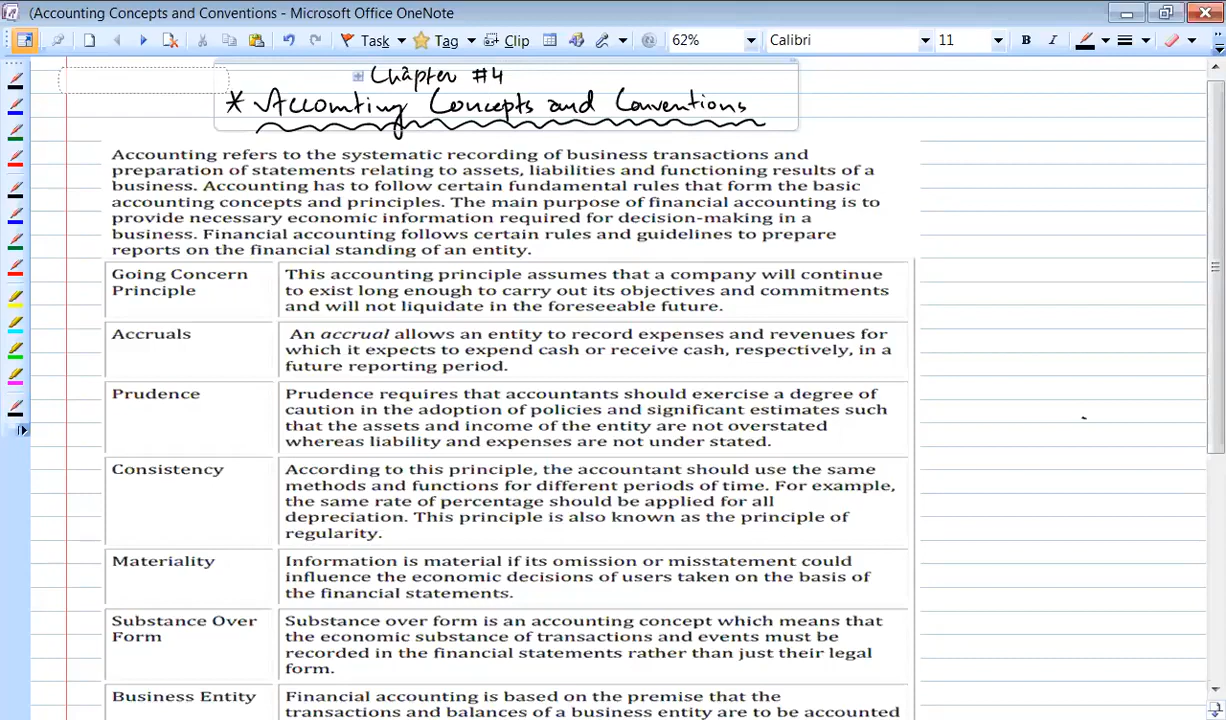 (Accounting Concepts and Conventions - Microsoft Office OneNote
Task Tag Clip 62% Calibri 11 B I
Chapter #4
* Accounting Concepts and Conventions
Accounting refers to the systematic recording of business transactions and
preparation of statements relating to assets, liabilities and functioning results of a
business. Accounting has to follow certain fundamental rules that form the basic
accounting concepts and principles. The main purpose of financial accounting is to
provide necessary economic information required for decision-making in a
business. Financial accounting follows certain rules and guidelines to prepare
reports on the financial standing of an entity.
Going Concern
Principle
This accounting principle assumes that a company will continue
to exist long enough to carry out its objectives and commitments
and will not liquidate in the foreseeable future.
Accruals
An accrual allows an entity to record expenses and revenues for
which it expects to expend cash or receive cash, respectively, in a
future reporting period.
Prudence
Prudence requires that accountants should exercise a degree of
caution in the adoption of policies and significant estimates such
that the assets and income of the entity are not overstated
whereas liability and expenses are not under stated.
Consistency
According to this principle, the accountant should use the same
methods and functions for different periods of time. For example,
the same rate of percentage should be applied for all
depreciation. This principle is also known as the principle of
regularity.
Materiality
Information is material if its omission or misstatement could
influence the economic decisions of users taken on the basis of
the financial statements.
Substance Over
Form
Substance over form is an accounting concept which means that
the economic substance of transactions and events must be
recorded in the financial statements rather than just their legal
form.
Business Entity
Financial accounting is based on the premise that the
transactions and balances of a business entity are to be accounted